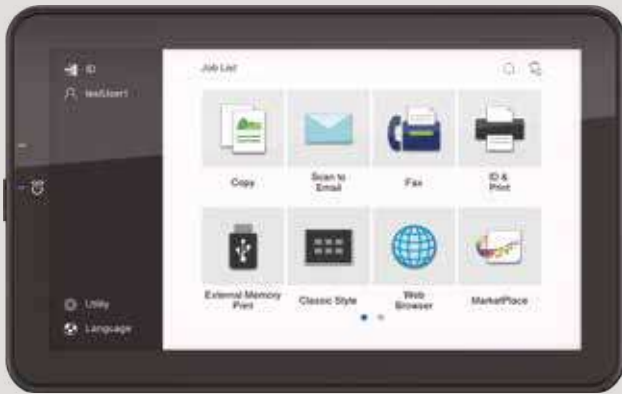 ID
testUser1
Job List
Copy
Scan to
Email
Fax
ID &
Print
External Memory
Print
Classic Style
Web
Browser
MarketPlace
Utility
Language